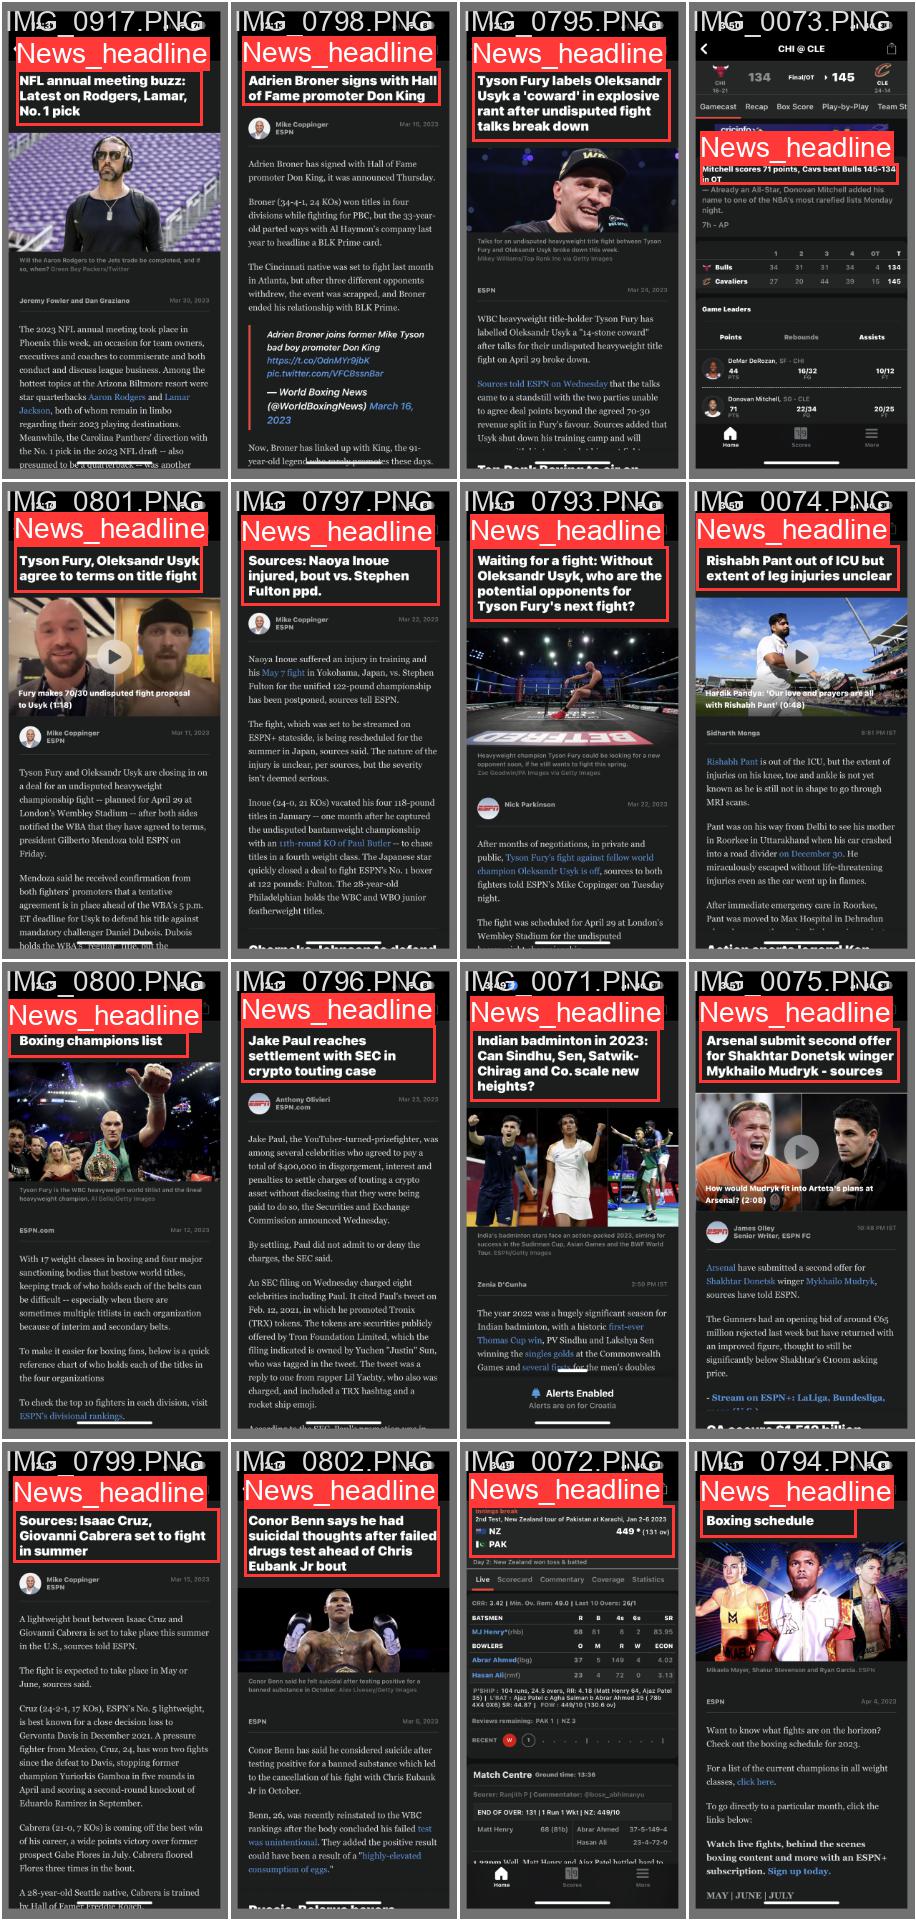 IMG_0917.PNG
News_headline
NFL annual meeting buzz:
Latest on Rodgers, Lamar,
No. 1 pick
Will the Aaron Rodgers to the Jets trade be completed, and if
so, when? Green Bay Packers/Twitter
Jeremy Fowler and Dan Graziano
Mar 30, 2023
The 2023 NFL annual meeting took place in
Phoenix this week, an occasion for team owners,
executives and coaches to commiserate and both
conduct and discuss league business. Among the
hottest topics at the Arizona Biltmore resort were
star quarterbacks Aaron Rodgers and Lamar
Jackson, both of whom remain in limbo
regarding their 2023 playing destinations.
Meanwhile, the Carolina Panthers' direction with
the No. 1 pick in the 2023 NFL draft -- also
presumed to be a quarterback -- was another
IMG_0798.PNG
News_headline
Adrien Broner signs with Hall
of Fame promoter Don King
Mike Coppinger
ESPN
Mar 16, 2023
Adrien Broner has signed with Hall of Fame
promoter Don King, it was announced Thursday.
Broner (34-4-1, 24 KOs) won titles in four
divisions while fighting for PBC, but the 33-year-
old parted ways with Al Haymon's company last
year to headline a BLK Prime card.
The Cincinnati native was set to fight last month
in Atlanta, but after three different opponents
withdrew, the event was scrapped, and Broner
ended his relationship with BLK Prime.
Adrien Broner joins former Mike Tyson
bad boy promoter Don King
https://t.co/OdnMYr9jbK
pic.twitter.com/VFCBssnBar
— World Boxing News
(@WorldBoxingNews) March 16,
2023
Now, Broner has linked up with King, the 91-
year-old legend who rarely promotes these days.
IMG_0795.PNG
News_headline
Tyson Fury labels Oleksandr
Usyk a 'coward' in explosive
rant after undisputed fight
talks break down
Talks for an undisputed heavyweight title fight between Tyson
Fury and Oleksandr Usyk broke down this week.
Mikey Williams/Top Rank Inc via Getty Images
ESPN
Mar 24, 2023
WBC heavyweight title-holder Tyson Fury has
labelled Oleksandr Usyk a "14-stone coward"
after talks for their undisputed heavyweight title
fight on April 29 broke down.
Sources told ESPN on Wednesday that the talks
came to a standstill with the two parties unable
to agree deal points beyond the agreed 70-30
revenue split in Fury's favour. Sources added that
Usyk shut down his training camp and will
IMG_0073.PNG
CHI @ CLE
134
Final/OT
145
CHI
16-21
CLE
24-14
Gamecast Recap Box Score Play-by-Play Team St
News_headline
Mitchell scores 71 points, Cavs beat Bulls 145-134
in OT
— Already an All-Star, Donovan Mitchell added his
name to one of the NBA's most rarefied lists Monday
night.
7h - AP
1 2 3 4 OT T
Bulls 34 31 31 34 4 134
Cavaliers 27 20 44 39 15 145
Game Leaders
Points Rebounds Assists
DeMar DeRozan, SF - CHI
44 16/32 10/12
PTS FG FT
Donovan Mitchell, SG - CLE
71 22/34 20/25
PTS FG FT
Home Scores More
IMG_0801.PNG
News_headline
Tyson Fury, Oleksandr Usyk
agree to terms on title fight
Fury makes 70/30 undisputed fight proposal
to Usyk (1:18)
Mike Coppinger
ESPN
Mar 11, 2023
Tyson Fury and Oleksandr Usyk are closing in on
a deal for an undisputed heavyweight
championship fight -- planned for April 29 at
London's Wembley Stadium -- after both sides
notified the WBA that they have agreed to terms,
president Gilberto Mendoza told ESPN on
Friday.
Mendoza said he received confirmation from
both fighters' promoters that a tentative
agreement is in place ahead of the WBA's 5 p.m.
ET deadline for Usyk to defend his title against
mandatory challenger Daniel Dubois. Dubois
holds the WBA's "regular" title, but the
IMG_0797.PNG
News_headline
Sources: Naoya Inoue
injured, bout vs. Stephen
Fulton ppd.
Mike Coppinger
ESPN
Mar 22, 2023
Naoya Inoue suffered an injury in training and
his May 7 fight in Yokohama, Japan, vs. Stephen
Fulton for the unified 122-pound championship
has been postponed, sources tell ESPN.
The fight, which was set to be streamed on
ESPN+ stateside, is being rescheduled for the
summer in Japan, sources said. The nature of the
injury is unclear, per sources, but the severity
isn't deemed serious.
Inoue (24-0, 21 KOs) vacated his four 118-pound
titles in January -- one month after he captured
the undisputed bantamweight championship
with an 11th-round KO of Paul Butler -- to chase
titles in a fourth weight class. The Japanese star
quickly closed a deal to fight ESPN's No. 1 boxer
at 122 pounds: Fulton. The 28-year-old
Philadelphian holds the WBC and WBO junior
featherweight titles.
IMG_0793.PNG
News_headline
Waiting for a fight: Without
Oleksandr Usyk, who are the
potential opponents for
Tyson Fury's next fight?
BETFRED
Heavyweight champion Tyson Fury could be looking for a new
opponent soon, if he still wants to fight this spring.
Zac Goodwin/PA Images via Getty Images
Nick Parkinson
Mar 22, 2023
After months of negotiations, in private and
public, Tyson Fury's fight against fellow world
champion Oleksandr Usyk is off, sources to both
fighters told ESPN's Mike Coppinger on Tuesday
night.
The fight was scheduled for April 29 at London's
Wembley Stadium for the undisputed
IMG_0074.PNG
News_headline
Rishabh Pant out of ICU but
extent of leg injuries unclear
Hardik Pandya: 'Our love and prayers are all
with Rishabh Pant' (0:48)
Sidharth Monga
8:51 PM IST
Rishabh Pant is out of the ICU, but the extent of
injuries on his knee, toe and ankle is not yet
known as he is still not in shape to go through
MRI scans.
Pant was on his way from Delhi to see his mother
in Roorkee in Uttarakhand when his car crashed
into a road divider on December 30. He
miraculously escaped without life-threatening
injuries even as the car went up in flames.
After immediate emergency care in Roorkee,
Pant was moved to Max Hospital in Dehradun
IMG_0800.PNG
News_headline
Boxing champions list
Tyson Fury is the WBC heavyweight world titlist and the lineal
heavyweight champion. Al Bello/Getty Images
ESPN.com
Mar 12, 2023
With 17 weight classes in boxing and four major
sanctioning bodies that bestow world titles,
keeping track of who holds each of the belts can
be difficult -- especially when there are
sometimes multiple titlists in each organization
because of interim and secondary belts.
To make it easier for boxing fans, below is a quick
reference chart of who holds each of the titles in
the four organizations
To check the top 10 fighters in each division, visit
ESPN's divisional rankings.
IMG_0796.PNG
News_headline
Jake Paul reaches
settlement with SEC in
crypto touting case
Anthony Olivieri
ESPN.com
Mar 23, 2023
Jake Paul, the YouTuber-turned-prizefighter, was
among several celebrities who agreed to pay a
total of $400,000 in disgorgement, interest and
penalties to settle charges of touting a crypto
asset without disclosing that they were being
paid to do so, the Securities and Exchange
Commission announced Wednesday.
By settling, Paul did not admit to or deny the
charges, the SEC said.
An SEC filing on Wednesday charged eight
celebrities including Paul. It cited Paul's tweet on
Feb. 12, 2021, in which he promoted Tronix
(TRX) tokens. The tokens are securities publicly
offered by Tron Foundation Limited, which the
filing indicated is owned by Yuchen "Justin" Sun,
who was tagged in the tweet. The tweet was a
reply to one from rapper Lil Yachty, who also was
charged, and included a TRX hashtag and a
rocket ship emoji.
IMG_0071.PNG
News_headline
Indian badminton in 2023:
Can Sindhu, Sen, Satwik-
Chirag and Co. scale new
heights?
India's badminton stars face an action-packed 2023, aiming for
success in the Sudirman Cup, Asian Games and the BWF World
Tour. ESPN/Getty Images
Zenia D'Cunha
2:50 PM IST
The year 2022 was a hugely significant season for
Indian badminton, with a historic first-ever
Thomas Cup win, PV Sindhu and Lakshya Sen
winning the singles golds at the Commonwealth
Games and several firsts for the men's doubles
Alerts Enabled
Alerts are on for Croatia
IMG_0075.PNG
News_headline
Arsenal submit second offer
for Shakhtar Donetsk winger
Mykhailo Mudryk - sources
How would Mudryk fit into Arteta's plans at
Arsenal? (2:08)
James Olley
Senior Writer, ESPN FC
10:48 PM IST
Arsenal have submitted a second offer for
Shakhtar Donetsk winger Mykhailo Mudryk,
sources have told ESPN.
The Gunners had an opening bid of around €65
million rejected last week but have returned with
an improved figure, thought to still be
significantly below Shakhtar's €100m asking
price.
- Stream on ESPN+: LaLiga, Bundesliga,
IMG_0799.PNG
News_headline
Sources: Isaac Cruz,
Giovanni Cabrera set to fight
in summer
Mike Coppinger
ESPN
Mar 15, 2023
A lightweight bout between Isaac Cruz and
Giovanni Cabrera is set to take place this summer
in the U.S., sources told ESPN.
The fight is expected to take place in May or
June, sources said.
Cruz (24-2-1, 17 KOs), ESPN's No. 5 lightweight,
is best known for a close decision loss to
Gervonta Davis in December 2021. A pressure
fighter from Mexico, Cruz, 24, has won two fights
since the defeat to Davis, stopping former
champion Yuriorkis Gamboa in five rounds in
April and scoring a second-round knockout of
Eduardo Ramirez in September.
Cabrera (21-0, 7 KOs) is coming off the best win
of his career, a wide points victory over former
prospect Gabe Flores in July. Cabrera floored
Flores three times in the bout.
A 28-year-old Seattle native, Cabrera is trained
by Hall of Famer Freddie Roach.
IMG_0802.PNG
News_headline
Conor Benn says he had
suicidal thoughts after failed
drugs test ahead of Chris
Eubank Jr bout
Conor Benn said he felt suicidal after testing positive for a
banned substance in October. Alex Livesey/Getty Images
ESPN
Mar 6, 2023
Conor Benn has said he considered suicide after
testing positive for a banned substance which led
to the cancellation of his fight with Chris Eubank
Jr in October.
Benn, 26, was recently reinstated to the WBC
rankings after the body concluded his failed test
was unintentional. They added the positive result
could have been a result of a "highly-elevated
consumption of eggs."
IMG_0072.PNG
News_headline
Innings break
2nd Test, New Zealand tour of Pakistan at Karachi, Jan 2-6 2023
NZ 449 * (131 ov)
PAK
Day 2: New Zealand won toss & batted
Live Scorecard Commentary Coverage Statistics
CRR: 3.42 | Min. Ov. Rem: 49.0 | Last 10 Overs: 26/1
BATSMEN R B 4s 6s SR
MJ Henry*(rhb) 68 81 8 2 83.95
BOWLERS O M R W ECON
Abrar Ahmed(lbg) 37 5 149 4 4.02
Hasan Ali(rmf) 23 4 72 0 3.13
P'SHIP : 104 runs, 24.5 overs, RR: 4.18 (Matt Henry 64, Ajaz Patel
35) | L'BAT : Ajaz Patel c Agha Salman b Abrar Ahmed 35 ( 78b
4X4 0X6) SR: 44.87 | FOW : 449/10 (130.6 ov)
Reviews remaining: PAK 1 | NZ 3
RECENT W 1
Match Centre Ground time: 13:36
Scorer: Ranjith P | Commentator: @bose_abhimanyu
END OF OVER: 131 | 1 Run 1 Wkt | NZ: 449/10
Matt Henry 68 (81b) Abrar Ahmed 37-5-149-4
Hasan Ali 23-4-72-0
Home Scores More
IMG_0794.PNG
News_headline
Boxing schedule
Mikaela Mayer, Shakur Stevenson and Ryan Garcia. ESPN
ESPN
Apr 4, 2023
Want to know what fights are on the horizon?
Check out the boxing schedule for 2023.
For a list of the current champions in all weight
classes, click here.
To go directly to a particular month, click the
links below:
Watch live fights, behind the scenes
boxing content and more with an ESPN+
subscription. Sign up today.
MAY | JUNE | JULY